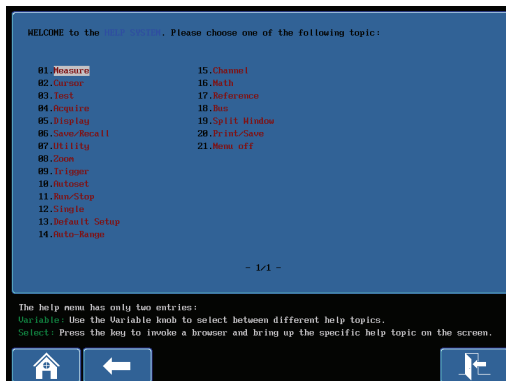 WELCOME to the HELP SYSTEM. Please choose one of the following topic:
01.Measure
02.Cursor
03.Test
04.Acquire
05.Display
06.Save/Recall
07.Utility
08.Zoom
09.Trigger
10.Autoset
11.Run/Stop
12.Single
13.Default Setup
14.Auto-Range
15.Channel
16.Math
17.Reference
18.Bus
19.Split Window
20.Print/Save
21.Menu off
- 1/1 -
The help menu has only two entries:
Variable: Use the Variable knob to select between different help topics.
Select: Press the key to invoke a browser and bring up the specific help topic on the screen.